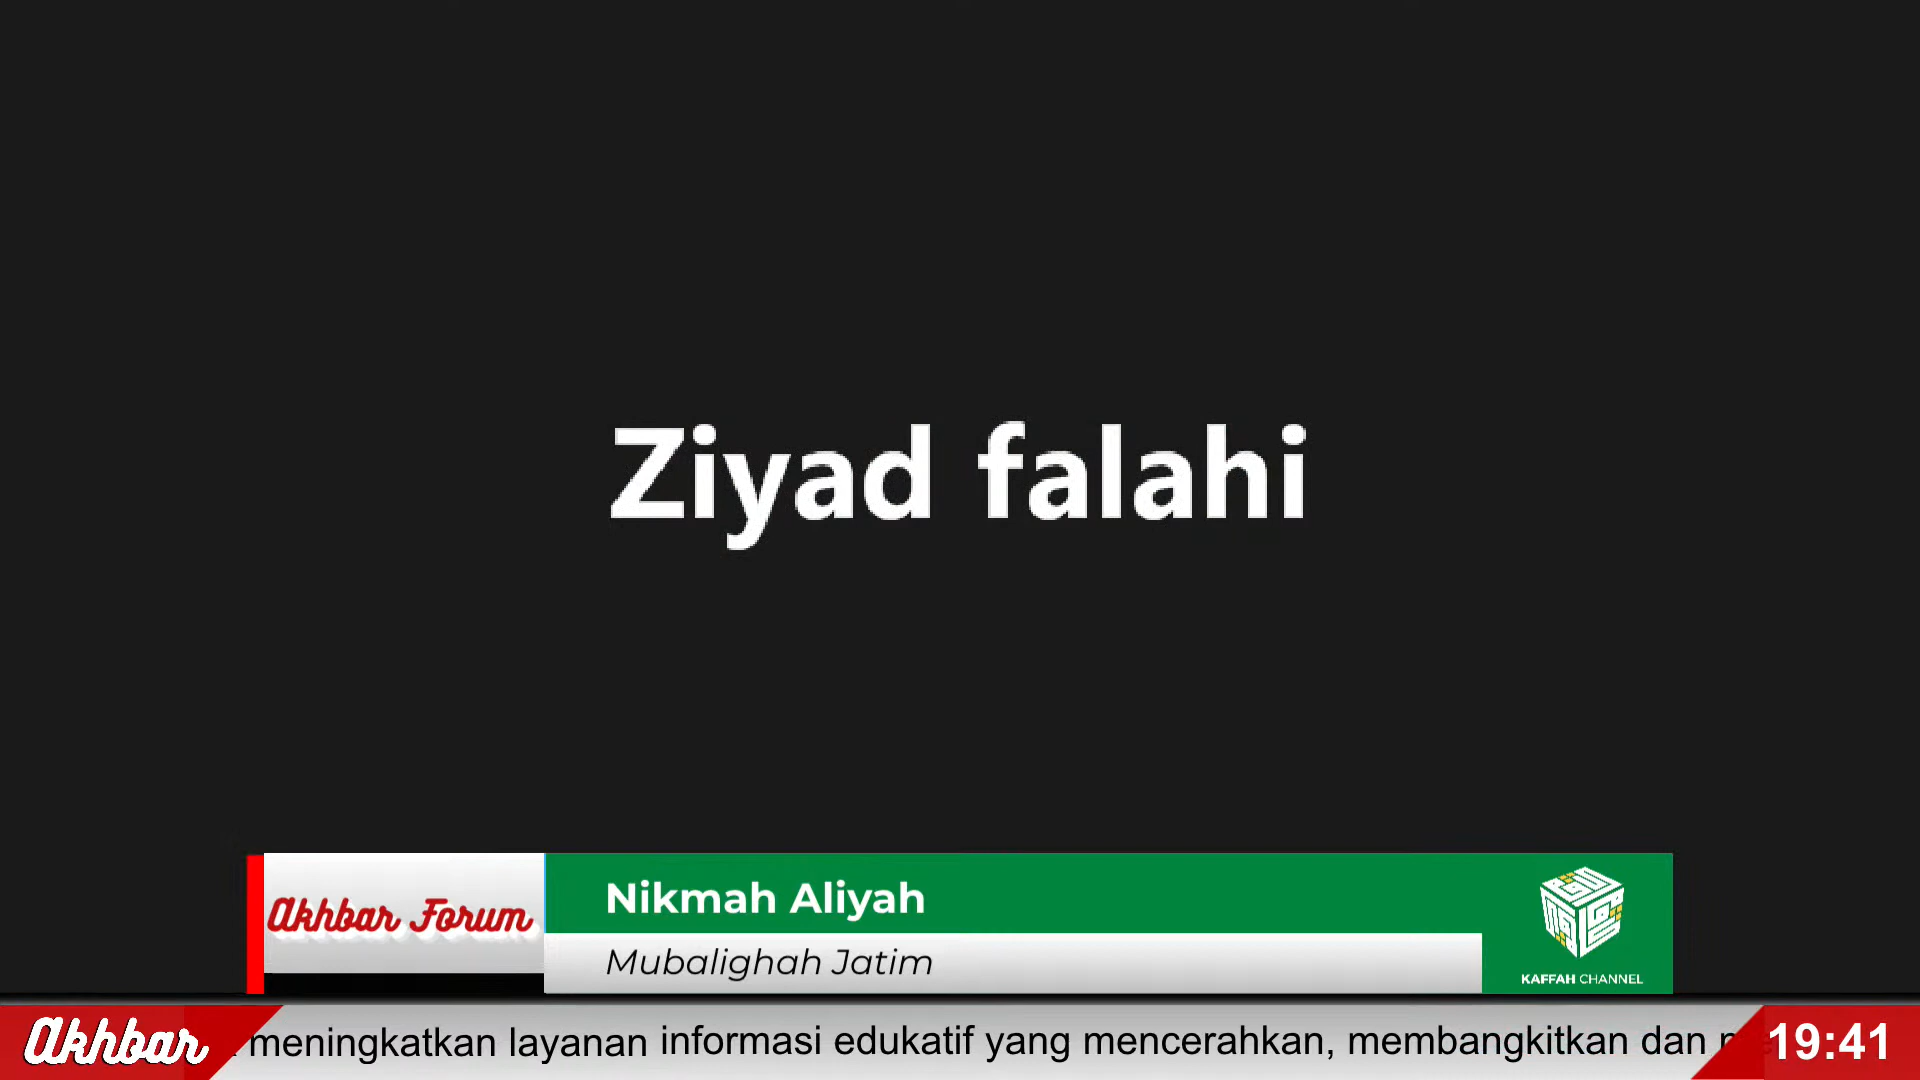 Ziyad falahi
Akhbar Forum
Nikmah Aliyah
Mubalighah Jatim
KAFFAH CHANNEL
Akhbar
meningkatkan layanan informasi edukatif yang mencerahkan, membangkitkan dan
19:41